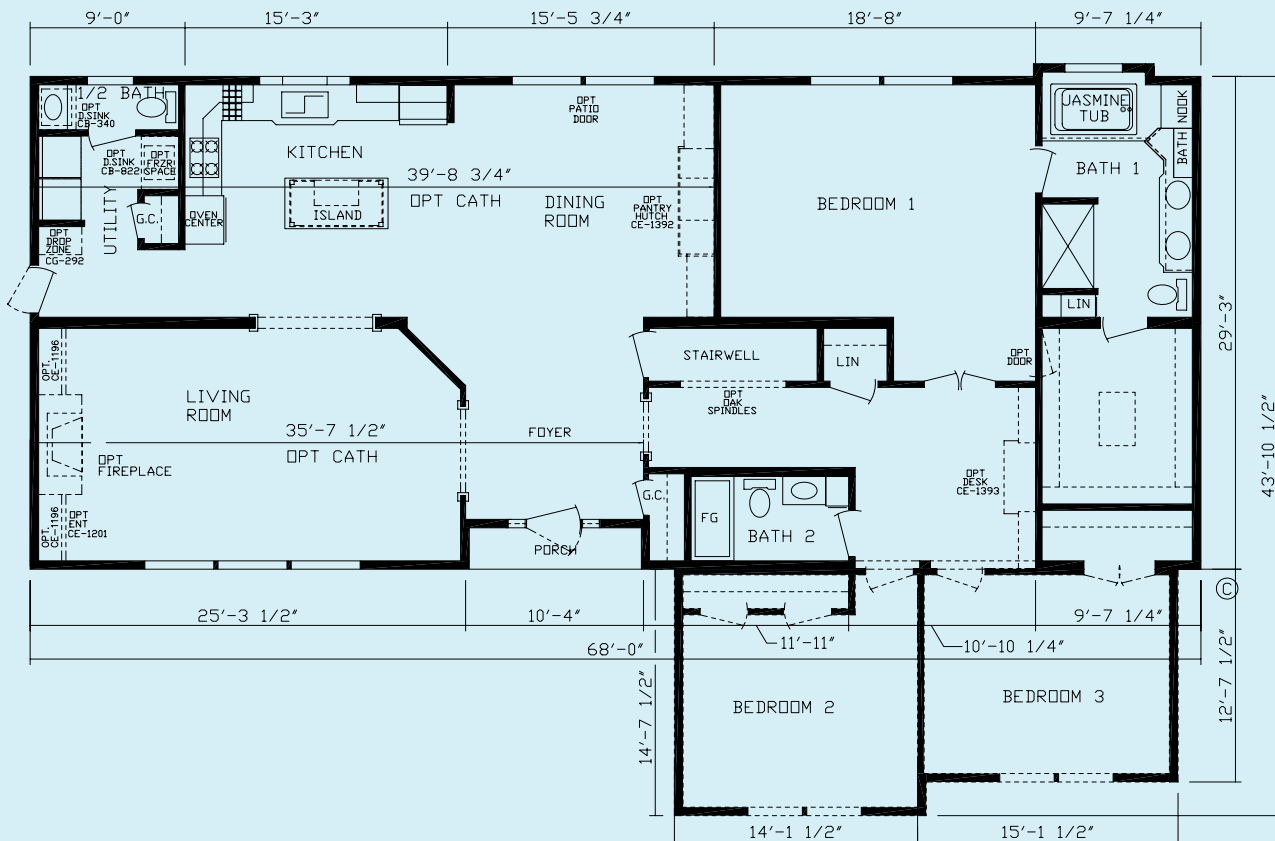 9'-0"
15'-3"
15'-5 3/4"
18'-8"
9'-7 1/4"
1/2 BATH
OPT
D.SINK
CB-340
OPT
D.SINK
CB-822
OPT
FRZR
SPACE
UTILITY
G.C.
OPT
DROP
ZONE
CG-292
KITCHEN
OVEN
CENTER
ISLAND
39'-8 3/4"
OPT CATH
OPT
PATIO
DOOR
DINING
ROOM
OPT
PANTRY
HUTCH
CE-1392
BEDROOM 1
JASMINE
TUB
BATH NOOK
BATH 1
LIN
29'-3"
43'-10 1/2"
OPT.
CE-1196
LIVING
ROOM
35'-7 1/2"
OPT CATH
OPT
FIREPLACE
OPT.
CE-1196
OPT
ENT
CE-1201
FOYER
STAIRWELL
OPT
OAK
SPINDLES
LIN
OPT
DOOR
G.C.
FG
BATH 2
OPT
DESK
CE-1393
PORCH
©
25'-3 1/2"
10'-4"
11'-11"
10'-10 1/4"
9'-7 1/4"
68'-0"
14'-7 1/2"
BEDROOM 2
BEDROOM 3
12'-7 1/2"
14'-1 1/2"
15'-1 1/2"